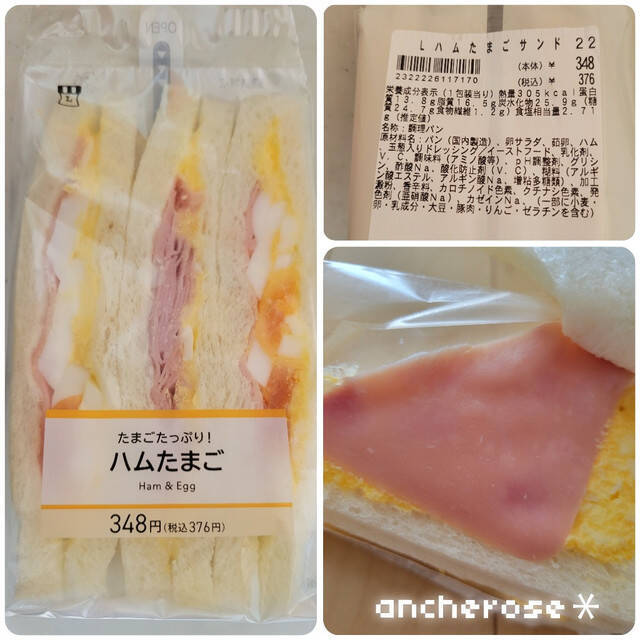 OPEN
L
たまごたっぷり！
ハムたまご
Ham & Egg
348円(税込376円)
Lハムたまごサンド 22
(本体)¥ 348
(税込)¥ 376
2322226117170
栄養成分表示(1包装当り)熱量305kcal蛋白
質13.8g脂質16.5g炭水化物25.9g(糖
質24.7g食物繊維1.2g)食塩相当量2.71
g(推定値)
名称:調理パン
原材料名:パン(国内製造)、卵サラダ、茹卵、ハム
、玉葱入りドレッシング/イーストフード、乳化剤、
V.C、調味料(アミノ酸等)、pH調整剤、グリシ
ン、酢酸Na、酸化防止剤(V.C)、糊料(アルギ
ン酸エステル、アルギン酸Na、増粘多糖類)、加工
澱粉、香辛料、カロチノイド色素、クチナシ色素、発
色剤(亜硝酸Na)、カゼインNa、(一部に小麦・
卵・乳成分・大豆・豚肉・りんご・ゼラチンを含む)
ancherose*